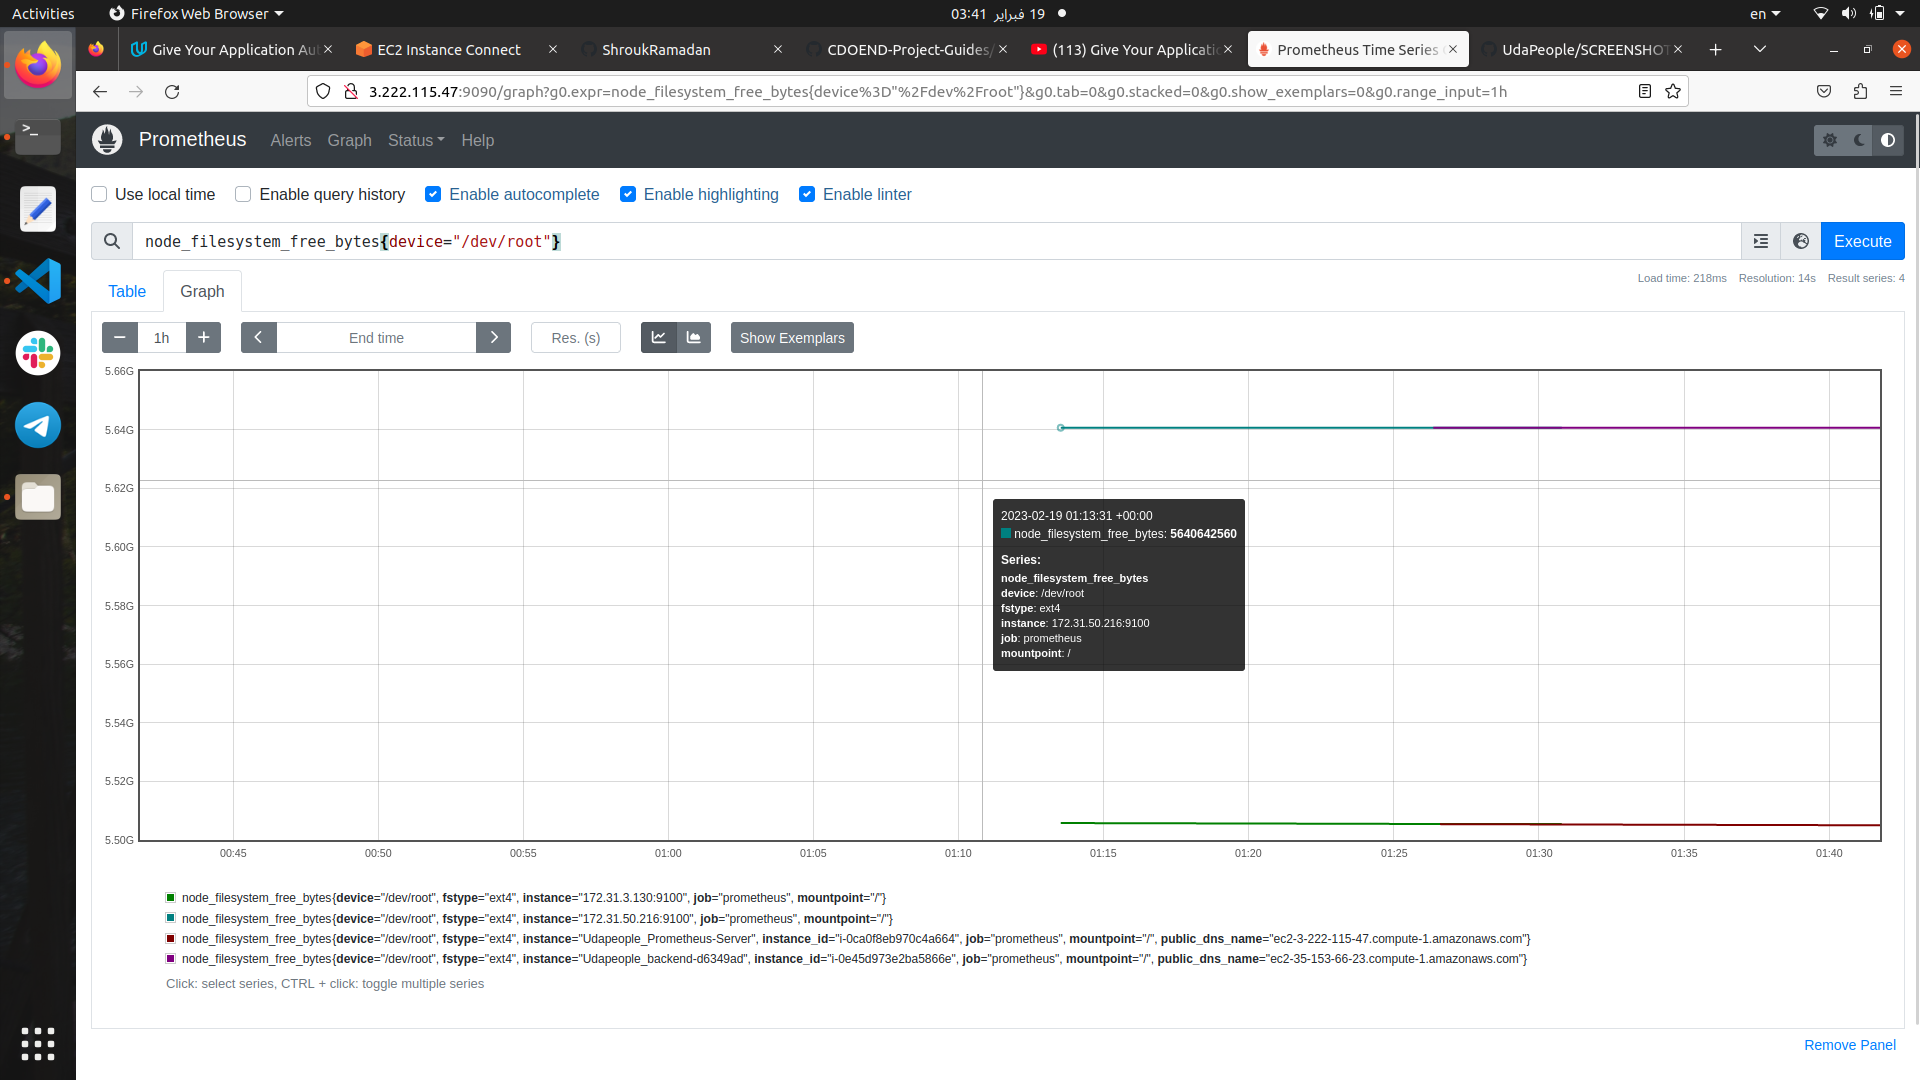 Activities
Firefox Web Browser
03:41 19 فبراير
en
Give Your Application Aut
EC2 Instance Connect
ShroukRamadan
CDOEND-Project-Guides/
(113) Give Your Applicatio
Prometheus Time Series C
UdaPeople/SCREENSHOT
3.222.115.47:9090/graph?g0.expr=node_filesystem_free_bytes{device%3D"%2Fdev%2Froot"}&g0.tab=0&g0.stacked=0&g0.show_exemplars=0&g0.range_input=1h
Prometheus
Alerts
Graph
Status
Help
Use local time
Enable query history
Enable autocomplete
Enable highlighting
Enable linter
node_filesystem_free_bytes{device="/dev/root"}
Execute
Load time: 218ms Resolution: 14s Result series: 4
Table
Graph
1h
End time
Res. (s)
Show Exemplars
5.66G
5.64G
5.62G
5.60G
5.58G
5.56G
5.54G
5.52G
5.50G
2023-02-19 01:13:31 +00:00
node_filesystem_free_bytes: 5640642560
Series:
node_filesystem_free_bytes
device: /dev/root
fstype: ext4
instance: 172.31.50.216:9100
job: prometheus
mountpoint: /
00:45 00:50 00:55 01:00 01:05 01:10 01:15 01:20 01:25 01:30 01:35 01:40
node_filesystem_free_bytes{device="/dev/root", fstype="ext4", instance="172.31.3.130:9100", job="prometheus", mountpoint="/"}
node_filesystem_free_bytes{device="/dev/root", fstype="ext4", instance="172.31.50.216:9100", job="prometheus", mountpoint="/"}
node_filesystem_free_bytes{device="/dev/root", fstype="ext4", instance="Udapeople_Prometheus-Server", instance_id="i-0ca0f8eb970c4a664", job="prometheus", mountpoint="/", public_dns_name="ec2-3-222-115-47.compute-1.amazonaws.com"}
node_filesystem_free_bytes{device="/dev/root", fstype="ext4", instance="Udapeople_backend-d6349ad", instance_id="i-0e45d973e2ba5866e", job="prometheus", mountpoint="/", public_dns_name="ec2-35-153-66-23.compute-1.amazonaws.com"}
Click: select series, CTRL + click: toggle multiple series
Remove Panel